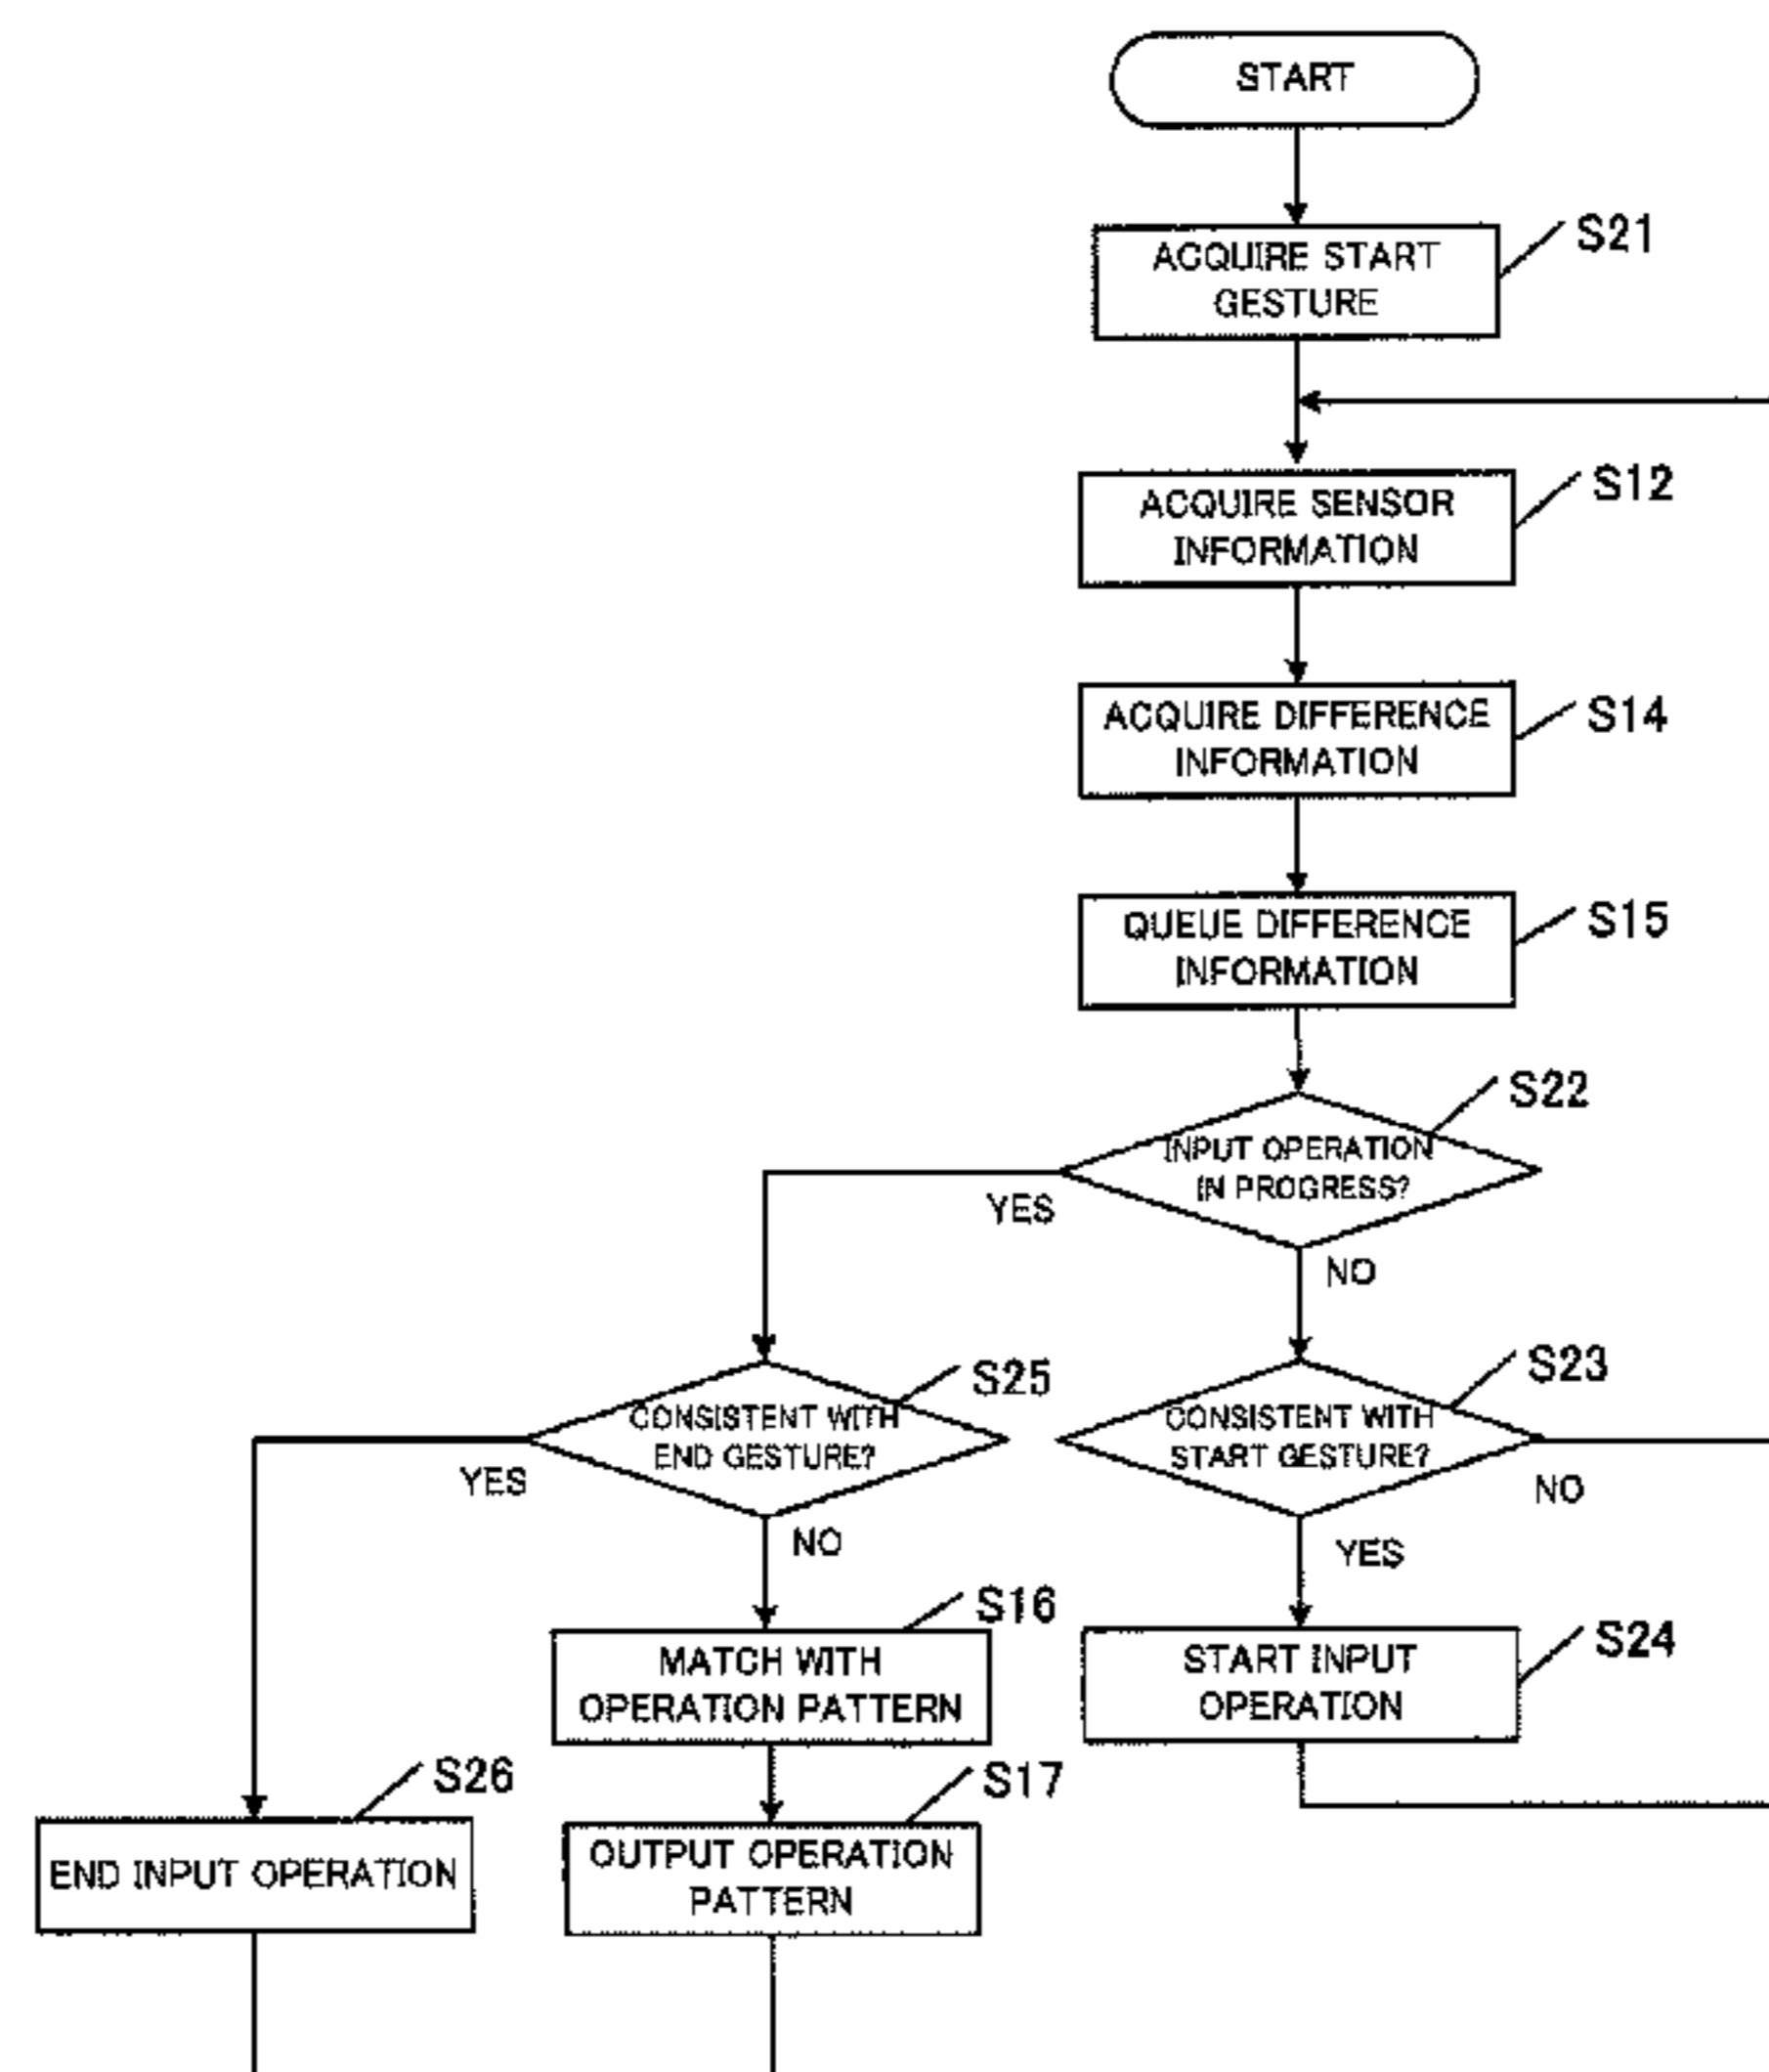 START
ACQUIRE START
GESTURE
S21
ACQUIRE SENSOR
INFORMATION
S12
ACQUIRE DIFFERENCE
INFORMATION
S14
QUEUE DIFFERENCE
INFORMATION
S15
INPUT OPERATION
IN PROGRESS?
S22
YES
NO
CONSISTENT WITH
END GESTURE?
S25
YES
NO
CONSISTENT WITH
START GESTURE?
S23
NO
YES
MATCH WITH
OPERATION PATTERN
S16
START INPUT
OPERATION
S24
END INPUT OPERATION
S26
OUTPUT OPERATION
PATTERN
S17